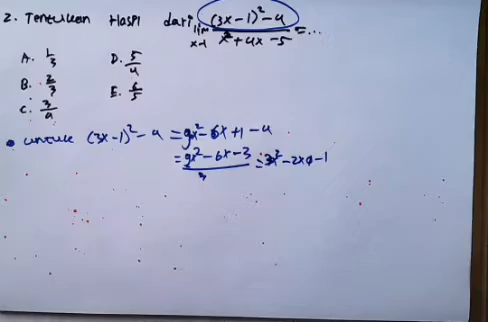 2. Tentukan Hasil dari lim x→1 (3x-1)²-4 / x²+4x-5 = ...
A. 1/3 D. 5/4
B. 2/3 E. 6/5
C. 3/4
• untuk (3x-1)²-4 = 9x²-6x+1-4
= 9x²-6x-3 / 3 = 3x²-2x-1